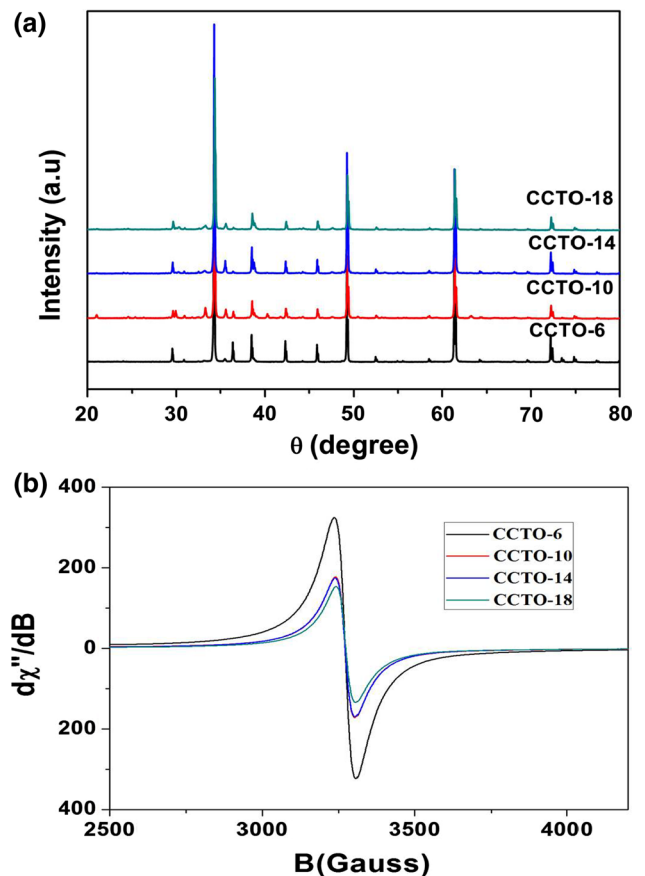 (a)
Intensity (a.u)
CCTO-18
CCTO-14
CCTO-10
CCTO-6
20 30 40 50 60 70 80
θ (degree)
(b)
400
200
0
200
400
dχ"/dB
CCTO-6
CCTO-10
CCTO-14
CCTO-18
2500 3000 3500 4000
B(Gauss)